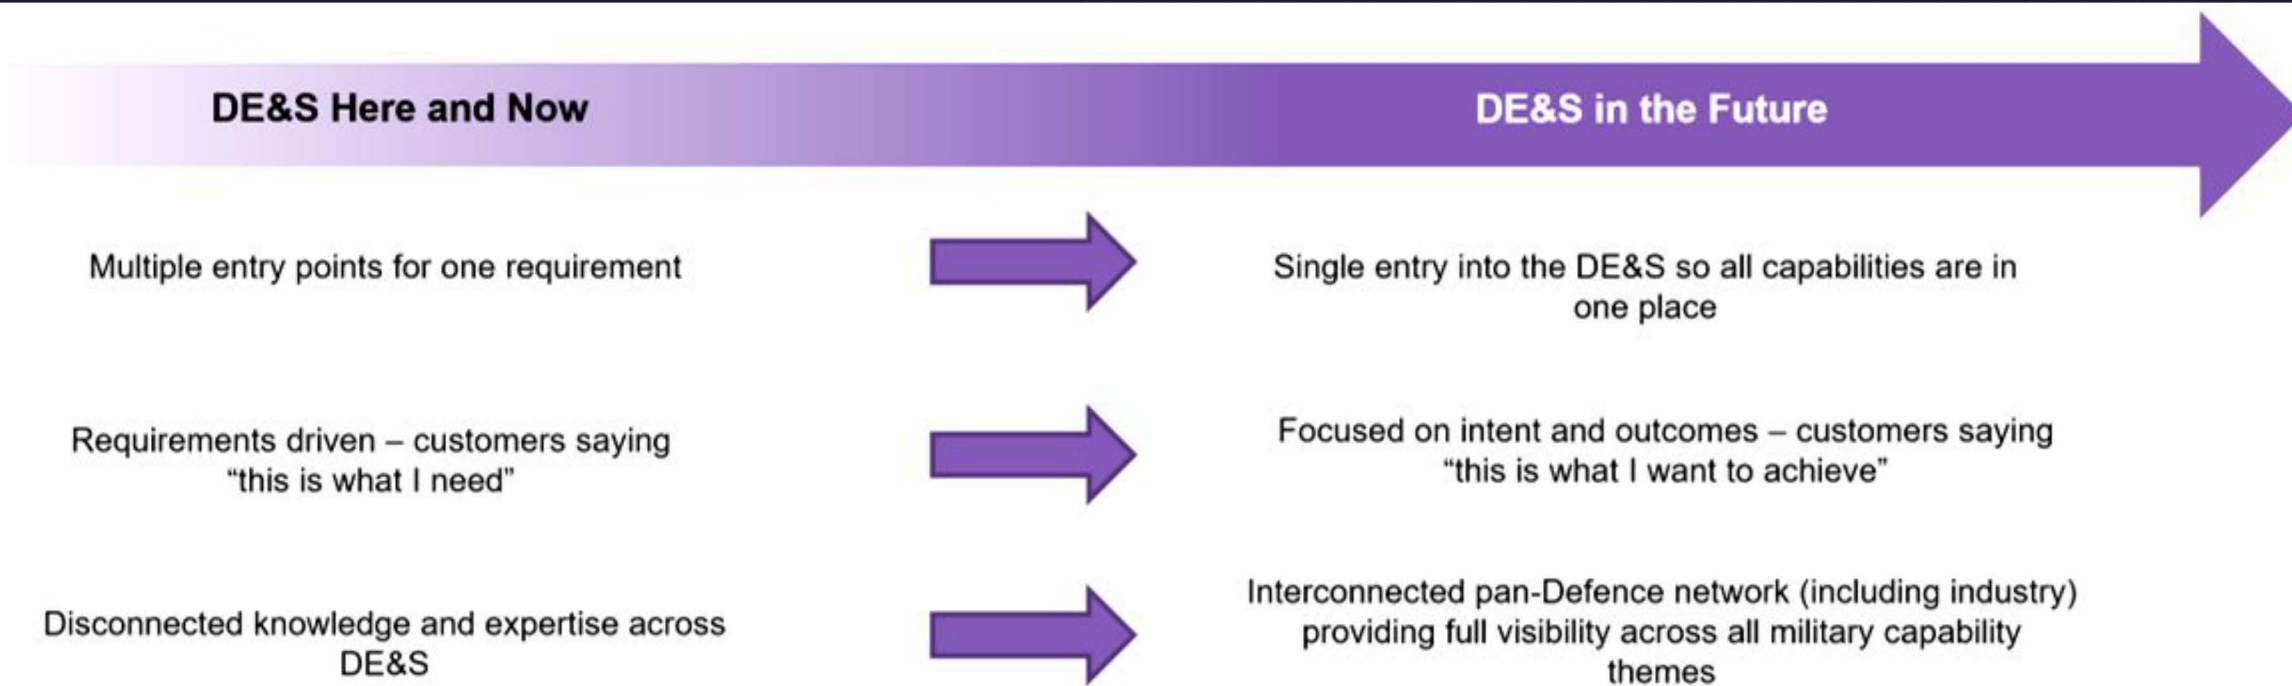 DE&S Here and Now
DE&S in the Future
Multiple entry points for one requirement
Single entry into the DE&S so all capabilities are in
one place
Requirements driven – customers saying
“this is what I need”
Focused on intent and outcomes – customers saying
“this is what I want to achieve”
Disconnected knowledge and expertise across
DE&S
Interconnected pan-Defence network (including industry)
providing full visibility across all military capability
themes